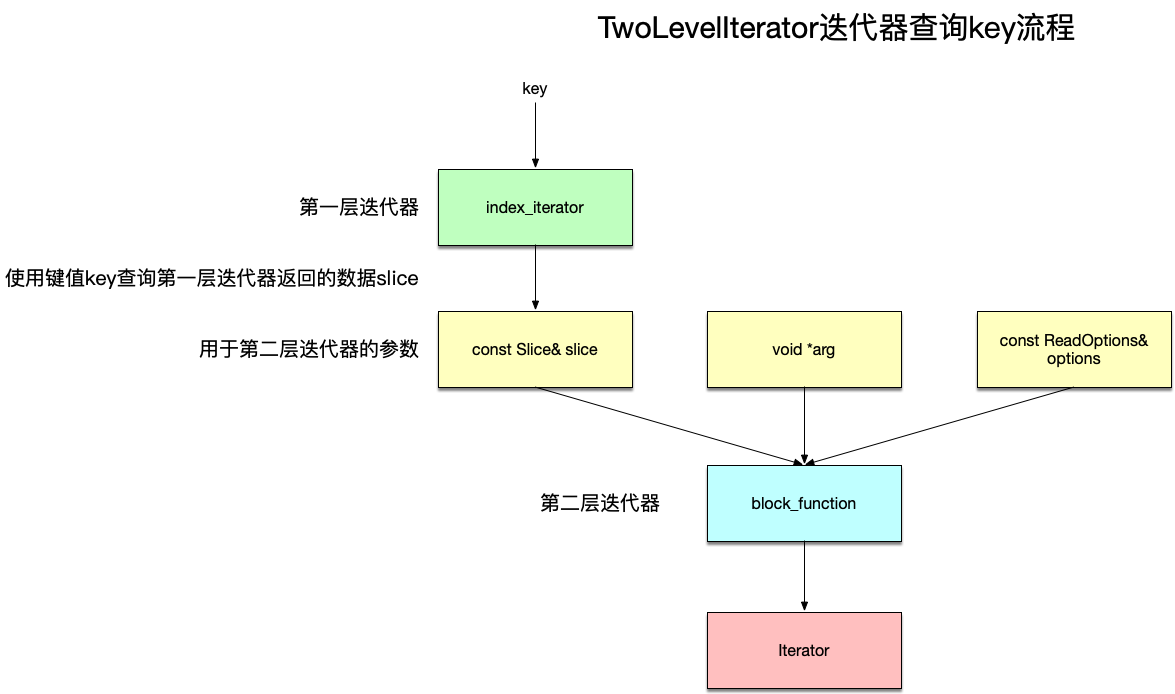 TwoLevelIterator迭代器查询key流程
key
第一层迭代器
index_iterator
使用键值key查询第一层迭代器返回的数据slice
用于第二层迭代器的参数
const Slice& slice
void *arg
const ReadOptions&
options
第二层迭代器
block_function
Iterator